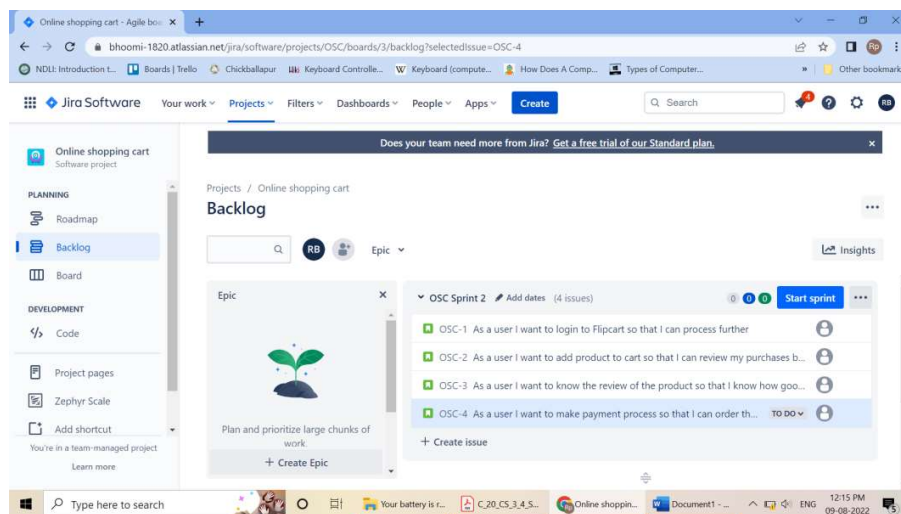 Online shopping cart - Agile boa
bhoomi-1820.atlassian.net/jira/software/projects/OSC/boards/3/backlog?selectedIssue=OSC-4
NDLI: Introduction t... Boards | Trello Chickballapur Keyboard Controlle... Keyboard (compute... How Does A Comp... Types of Computer... » Other bookmark
Jira Software Your work Projects Filters Dashboards People Apps Create Search 4 RB
Does your team need more from Jira? Get a free trial of our Standard plan.
Online shopping cart
Software project
PLANNING
Roadmap
Backlog
Board
DEVELOPMENT
Code
Project pages
Zephyr Scale
Add shortcut
You're in a team-managed project
Learn more
Projects / Online shopping cart
Backlog
RB Epic Insights
Epic
Plan and prioritize large chunks of
work.
+ Create Epic
OSC Sprint 2 Add dates (4 issues) 0 0 0 Start sprint
OSC-1 As a user I want to login to Flipcart so that I can process further
OSC-2 As a user I want to add product to cart so that I can review my purchases b...
OSC-3 As a user I want to know the review of the product so that I know how goo...
OSC-4 As a user I want to make payment process so that I can order th... TO DO
+ Create issue
Type here to search Your battery is r... C_20_CS_3_4_5... Online shoppin... Document1 - ... ENG 12:15 PM
09-08-2022 5